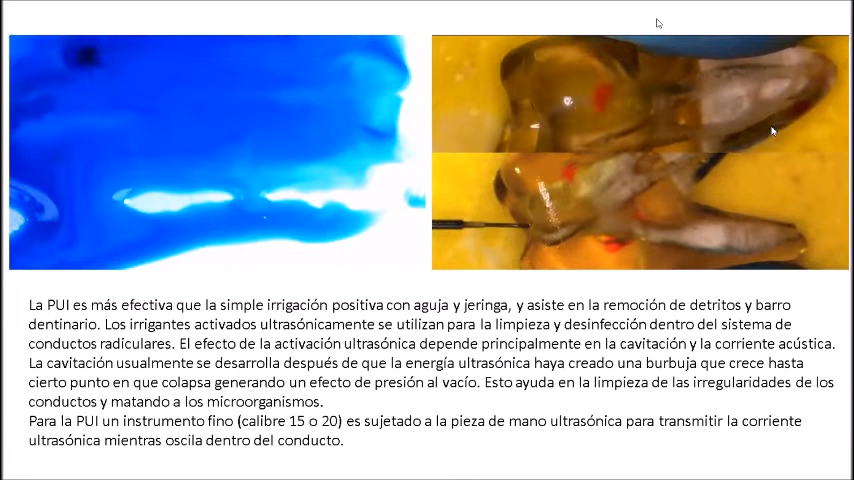 La PUI es más efectiva que la simple irrigación positiva con aguja y jeringa, y asiste en la remoción de detritos y barro
dentinario. Los irrigantes activados ultrasónicamente se utilizan para la limpieza y desinfección dentro del sistema de
conductos radiculares. El efecto de la activación ultrasónica depende principalmente en la cavitación y la corriente acústica.
La cavitación usualmente se desarrolla después de que la energía ultrasónica haya creado una burbuja que crece hasta
cierto punto en que colapsa generando un efecto de presión al vacío. Esto ayuda en la limpieza de las irregularidades de los
conductos y matando a los microorganismos.
Para la PUI un instrumento fino (calibre 15 o 20) es sujetado a la pieza de mano ultrasónica para transmitir la corriente
ultrasónica mientras oscila dentro del conducto.